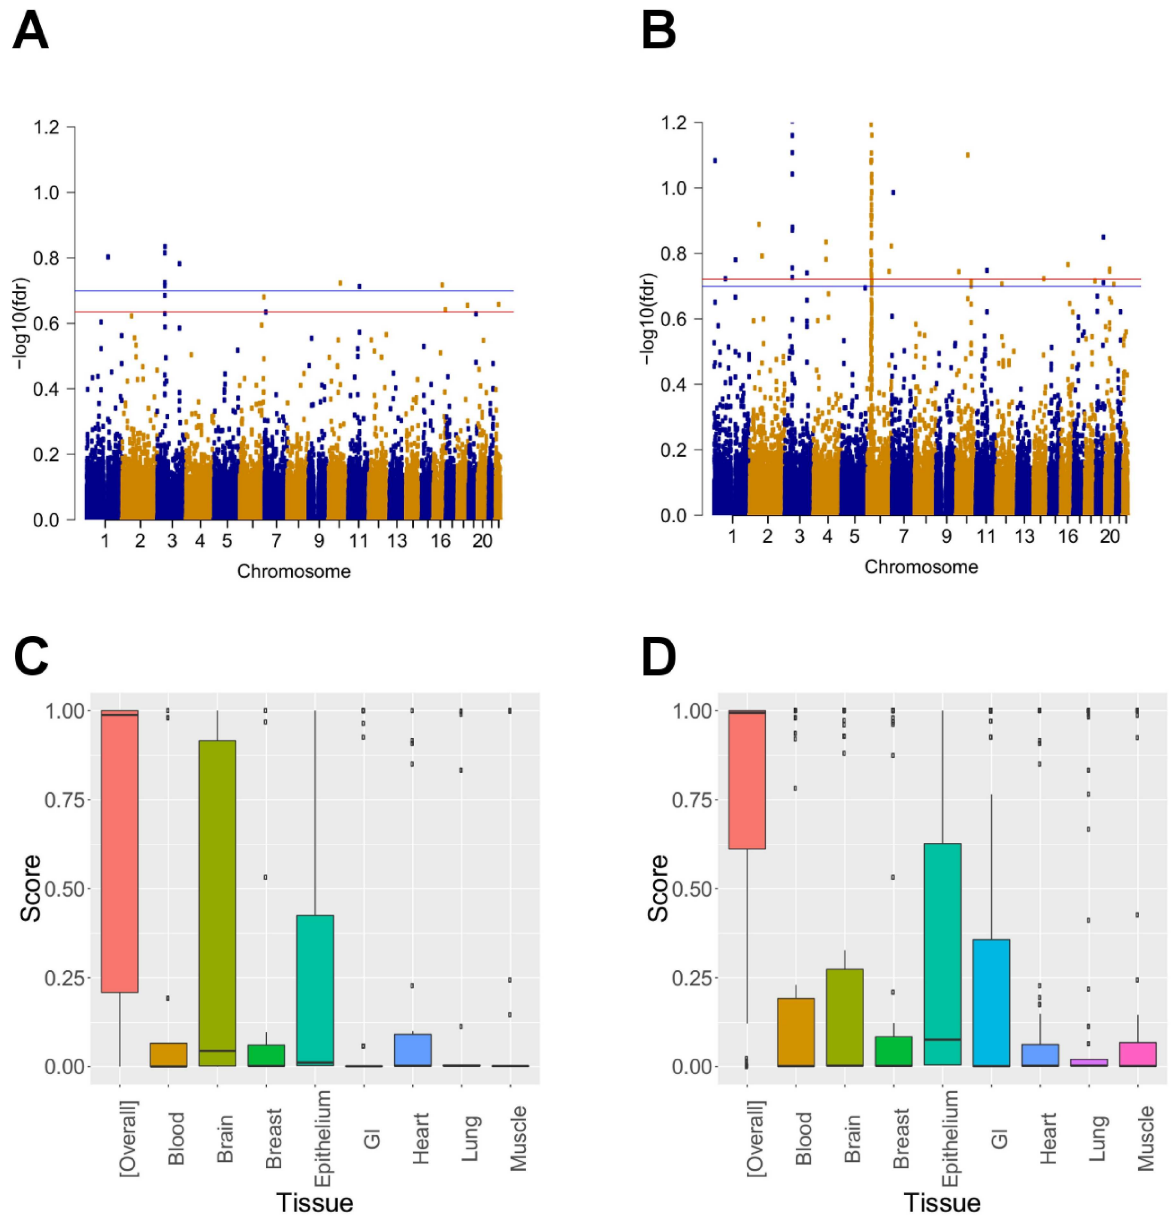 A
B
1.2
1.0
0.8
0.6
0.4
0.2
0.0
−log10(fdr)
1 2 3 4 5 7 9 11 13 16 20
Chromosome
1.2
1.0
0.8
0.6
0.4
0.2
0.0
−log10(fdr)
1 2 3 4 5 7 9 11 13 16 20
Chromosome
C
D
1.00
0.75
0.50
0.25
0.00
Score
[Overall]
Blood
Brain
Breast
Epithelium
GI
Heart
Lung
Muscle
Tissue
1.00
0.75
0.50
0.25
0.00
Score
[Overall]
Blood
Brain
Breast
Epithelium
GI
Heart
Lung
Muscle
Tissue